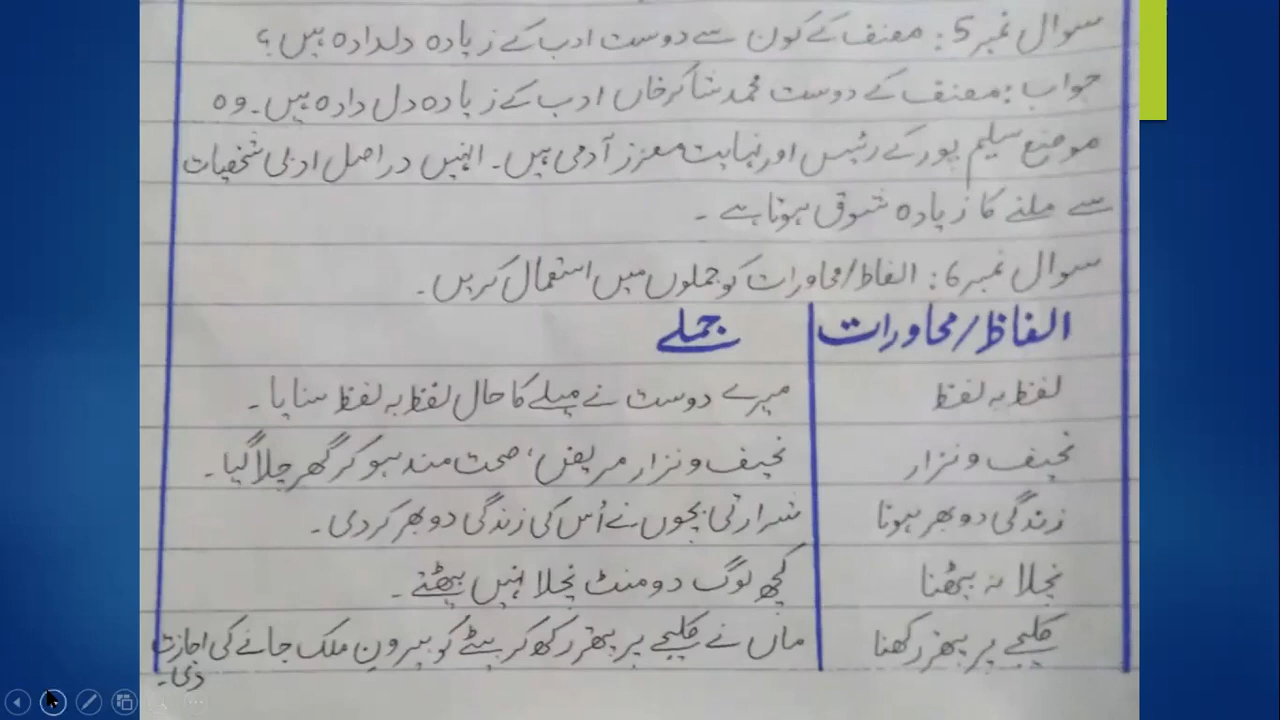 سوال نمبر 5: مصنف کے کون سے دوست ادب کے زیادہ دلدادہ ہیں؟
جواب: مصنف کے دوست محمد شاکر خاں ادب کے زیادہ دل دادہ ہیں۔ وہ
موضع سیلم پور کے رئیس اور نہایت معزز آدمی ہیں۔ انہیں در اصل ادبی شخصیات
سے ملنے کا زیادہ شوق ہوتا ہے۔
سوال نمبر 6: الفاظ/محاورات کو جملوں میں استعمال کریں۔
الفاظ/محاورات جملے
لفظ بہ لفظ میرے دوست نے میلے کا حال لفظ بہ لفظ سنایا۔
نحیف و نزار نحیف و نزار مریض، صحت مند ہو کر گھر چلا گیا۔
زندگی دوبھر ہونا شرارتی بچوں نے اُس کی زندگی دوبھر کر دی۔
نچلا نہ بیٹھنا کچھ لوگ دو منٹ نچلا نہیں بیٹھتے۔
کلیجے پر پتھر رکھنا ماں نے کلیجے پر پتھر رکھ کر بیٹے کو بیرونِ ملک جانے کی اجازت
دی۔